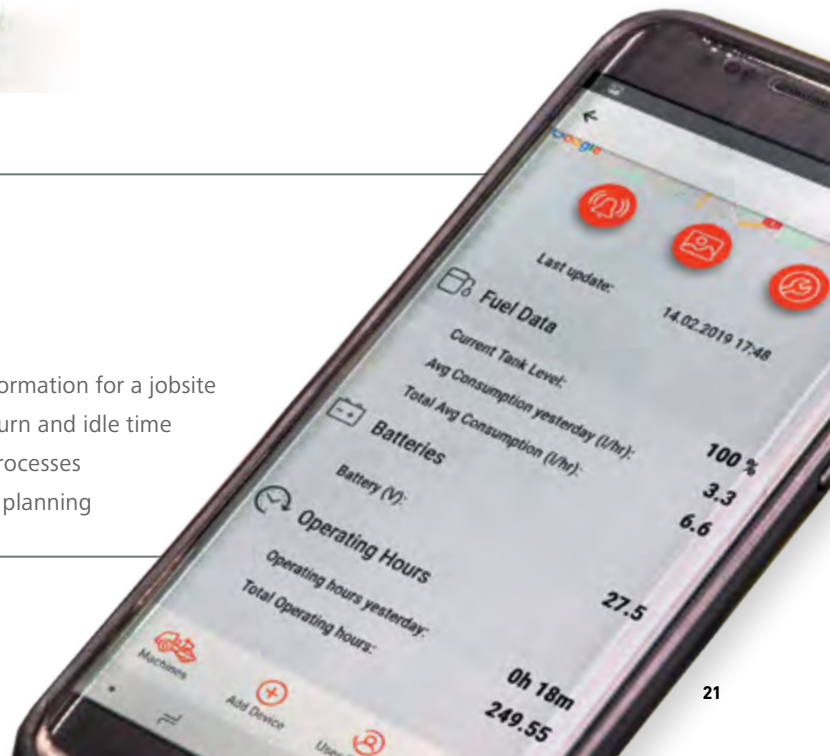 ormation for a jobsite
urn and idle time
rocesses
planning
Google
Last update: 14.02.2019 17:48
Fuel Data
Current Tank Level: 100 %
Avg Consumption yesterday (l/hr): 3.3
Total Avg Consumption (l/hr): 6.6
Batteries
Battery (V): 27.5
Operating Hours
Operating hours yesterday: 0h 18m
Total Operating hours: 249.55
Machines
Add Device
User
21